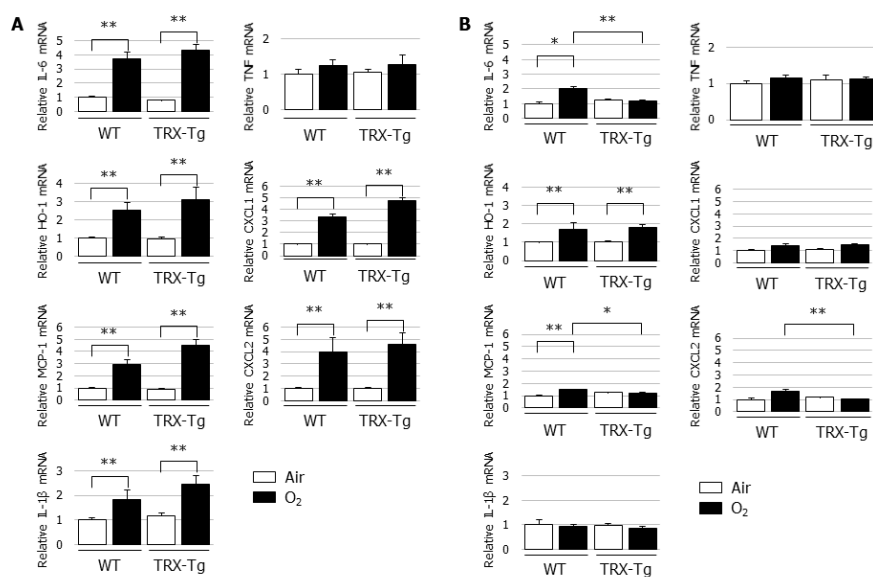 A
Relative IL-6 mRNA
5
4
3
2
1
0
**
**
WT
TRX-Tg
Relative TNF mRNA
2
1
0
WT
TRX-Tg
Relative HO-1 mRNA
4
3
2
1
0
**
**
WT
TRX-Tg
Relative CXCL1 mRNA
6
5
4
3
2
1
0
**
**
WT
TRX-Tg
Relative MCP-1 mRNA
6
5
4
3
2
1
0
**
**
WT
TRX-Tg
Relative CXCL2 mRNA
6
5
4
3
2
1
0
**
**
WT
TRX-Tg
Relative IL-1β mRNA
3
2
1
0
**
**
WT
TRX-Tg
Air
O₂
B
Relative IL-6 mRNA
5
4
3
2
1
0
*
**
WT
TRX-Tg
Relative TNF mRNA
2
1
0
WT
TRX-Tg
Relative HO-1 mRNA
4
3
2
1
0
**
**
WT
TRX-Tg
Relative CXCL1 mRNA
6
5
4
3
2
1
0
WT
TRX-Tg
Relative MCP-1 mRNA
6
5
4
3
2
1
0
**
*
WT
TRX-Tg
Relative CXCL2 mRNA
6
5
4
3
2
1
0
**
WT
TRX-Tg
Relative IL-1β mRNA
3
2
1
0
WT
TRX-Tg
Air
O₂